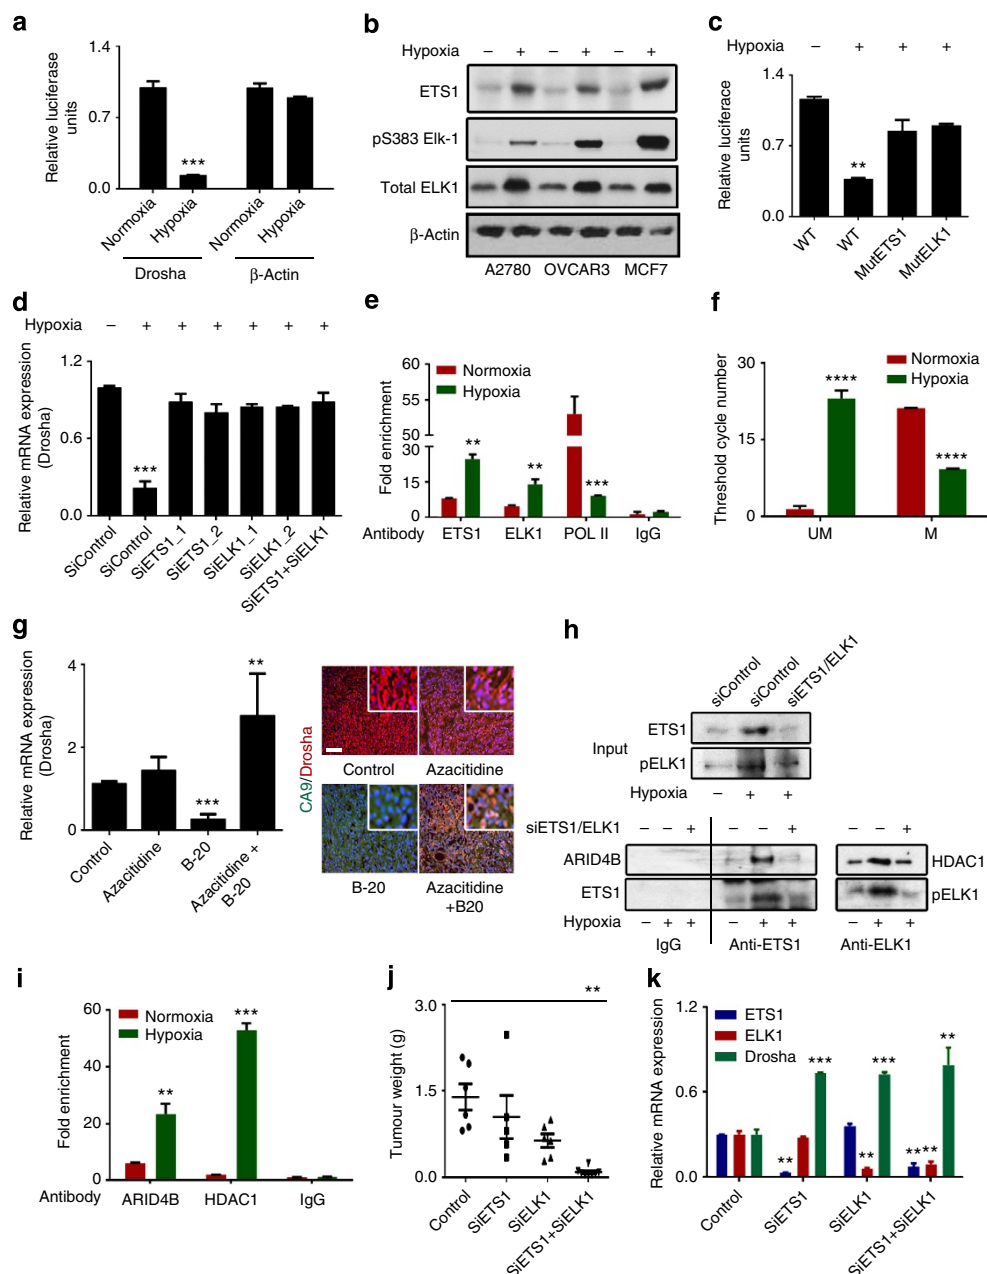 a
1.4
0.7
0.0
Relative luciferase
units
***
Normoxia
Hypoxia
Normoxia
Hypoxia
Drosha
β-Actin
b
Hypoxia – + – + – +
ETS1
pS383 Elk-1
Total ELK1
β-Actin
A2780 OVCAR3 MCF7
c
Hypoxia – + + +
1.4
0.7
0.0
Relative luciferace
units
**
WT
WT
MutETS1
MutELK1
d
Hypoxia – + + + + + +
1.2
0.6
0.0
Relative mRNA expression
(Drosha)
***
SiControl
SiControl
SiETS1_1
SiETS1_2
SiELK1_1
SiELK1_2
SiETS1+SiELK1
e
60
55
50
30
15
0
Fold enrichment
Normoxia
Hypoxia
** ** ***
Antibody ETS1 ELK1 POL II IgG
f
30
15
0
Threshold cycle number
Normoxia
Hypoxia
**** ****
UM M
g
4
2
0
Relative mRNA expression
(Drosha)
*** **
Control
Azacitidine
B-20
Azacitidine +
B-20
CA9/Drosha
Control Azacitidine
B-20 Azacitidine
+B20
h
siControl
siControl
siETS1/ELK1
Input
ETS1
pELK1
Hypoxia – + +
siETS1/ELK1 – – + – – + – – +
ARID4B
HDAC1
ETS1
pELK1
Hypoxia – + + – + + – + +
IgG Anti-ETS1 Anti-ELK1
i
60
40
20
0
Fold enrichment
Normoxia
Hypoxia
** ***
Antibody ARID4B HDAC1 IgG
j
3.0
1.5
0.0
Tumour weight (g)
**
Control
SiETS1
SiELK1
SiETS1+SiELK1
k
1.2
0.6
0.0
Relative mRNA expression
ETS1
ELK1
Drosha
** *** ** *** ** ** **
Control
SiETS1
SiELK1
SiETS1+SiELK1